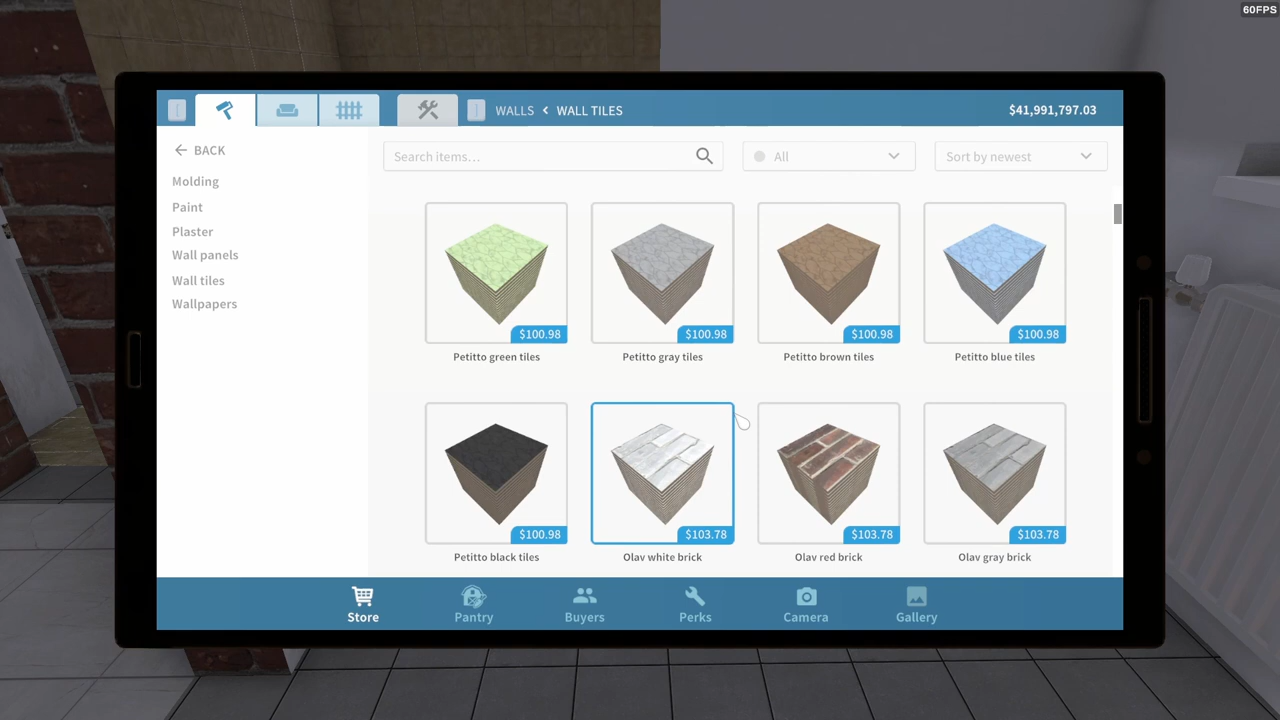 60FPS
WALLS < WALL TILES
$41,991,797.03
BACK
Search items...
All
Sort by newest
Molding
Paint
Plaster
Wall panels
Wall tiles
Wallpapers
$100.98
$100.98
$100.98
$100.98
Petitto green tiles
Petitto gray tiles
Petitto brown tiles
Petitto blue tiles
$100.98
$103.78
$103.78
$103.78
Petitto black tiles
Olav white brick
Olav red brick
Olav gray brick
Store
Pantry
Buyers
Perks
Camera
Gallery